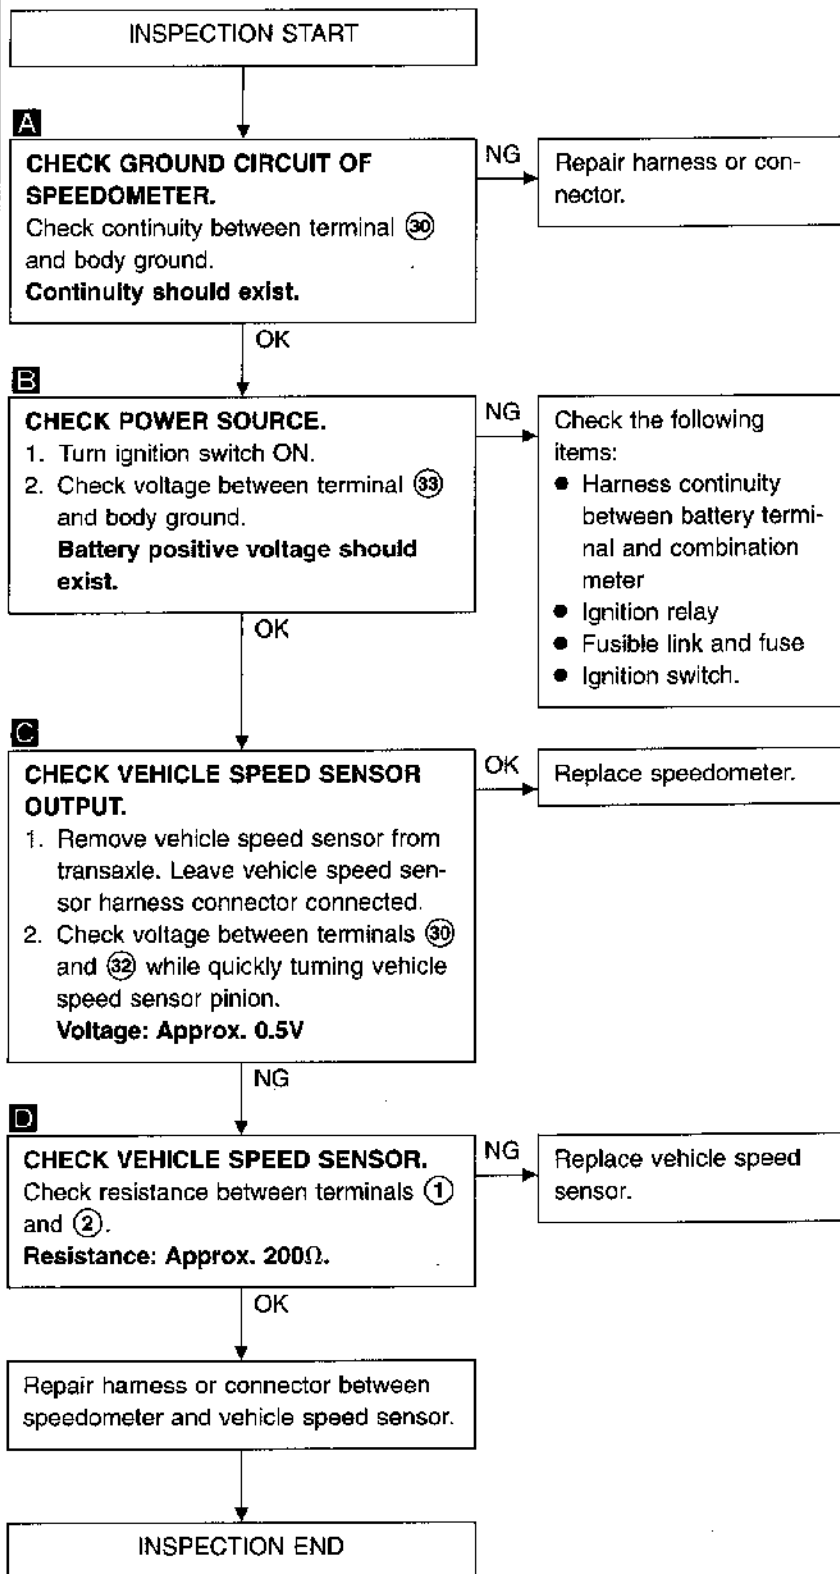 INSPECTION START
A
CHECK GROUND CIRCUIT OF
SPEEDOMETER.
Check continuity between terminal ㉚
and body ground.
Continuity should exist.
NG
Repair harness or con-
nector.
OK
B
CHECK POWER SOURCE.
1. Turn ignition switch ON.
2. Check voltage between terminal ㉝
and body ground.
Battery positive voltage should
exist.
NG
Check the following
items:
● Harness continuity
between battery termi-
nal and combination
meter
● Ignition relay
● Fusible link and fuse
● Ignition switch.
OK
C
CHECK VEHICLE SPEED SENSOR
OUTPUT.
1. Remove vehicle speed sensor from
transaxle. Leave vehicle speed sen-
sor harness connector connected.
2. Check voltage between terminals ㉚
and ㉜ while quickly turning vehicle
speed sensor pinion.
Voltage: Approx. 0.5V
OK
Replace speedometer.
NG
D
CHECK VEHICLE SPEED SENSOR.
Check resistance between terminals ①
and ②.
Resistance: Approx. 200Ω.
NG
Replace vehicle speed
sensor.
OK
Repair harness or connector between
speedometer and vehicle speed sensor.
INSPECTION END